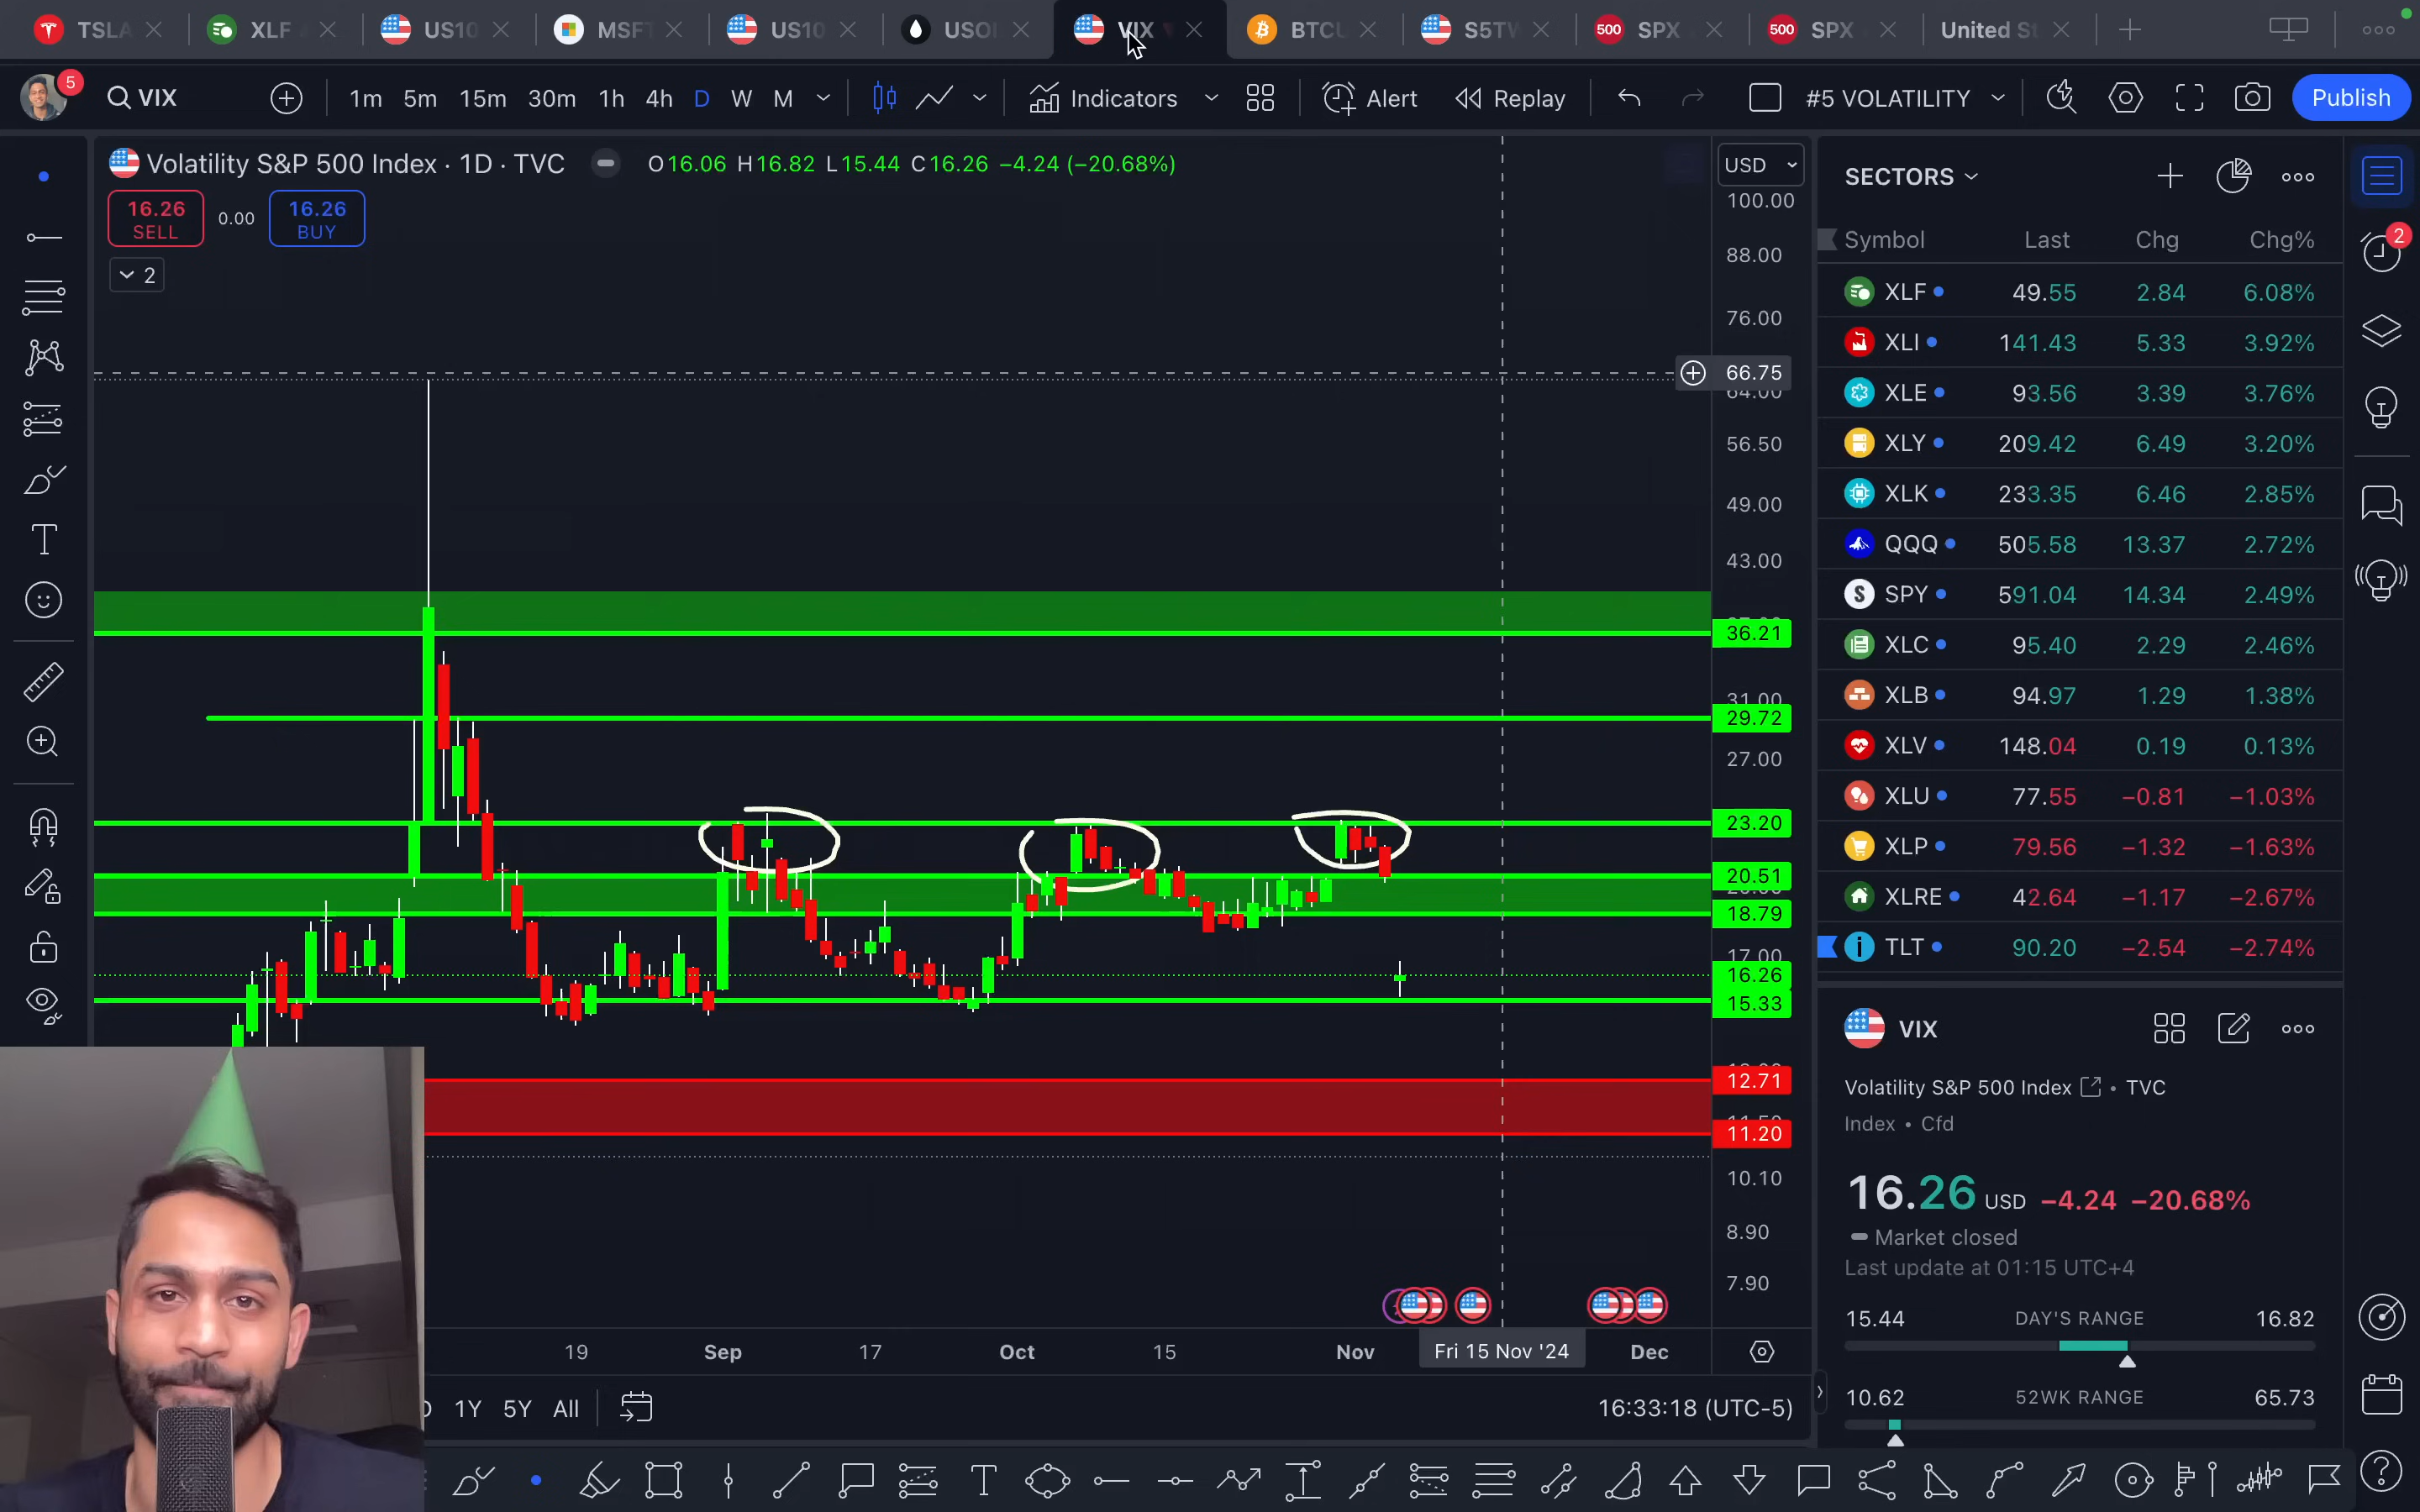 TSLA XLF US10 MSFT US10 USOI VIX BTCU S5TW 500 SPX 500 SPX United St
5 VIX 1m 5m 15m 30m 1h 4h D W M Indicators Alert Replay #5 VOLATILITY Publish
Volatility S&P 500 Index · 1D · TVC O16.06 H16.82 L15.44 C16.26 −4.24 (−20.68%)
16.26 SELL 0.00 16.26 BUY
2
USD
100.00
88.00
76.00
66.75
64.00
56.50
49.00
43.00
36.21
31.00
29.72
27.00
23.20
20.51
18.79
17.00
16.26
15.33
12.71
11.20
10.10
8.90
7.90
19 Sep 17 Oct 15 Nov Fri 15 Nov '24 Dec
1Y 5Y All 16:33:18 (UTC-5)
SECTORS
2
Symbol Last Chg Chg%
XLF 49.55 2.84 6.08%
XLI 141.43 5.33 3.92%
XLE 93.56 3.39 3.76%
XLY 209.42 6.49 3.20%
XLK 233.35 6.46 2.85%
QQQ 505.58 13.37 2.72%
S SPY 591.04 14.34 2.49%
XLC 95.40 2.29 2.46%
XLB 94.97 1.29 1.38%
XLV 148.04 0.19 0.13%
XLU 77.55 −0.81 −1.03%
XLP 79.56 −1.32 −1.63%
XLRE 42.64 −1.17 −2.67%
TLT 90.20 −2.54 −2.74%
VIX
Volatility S&P 500 Index • TVC
Index • Cfd
16.26 USD −4.24 −20.68%
Market closed
Last update at 01:15 UTC+4
15.44 DAY'S RANGE 16.82
10.62 52WK RANGE 65.73